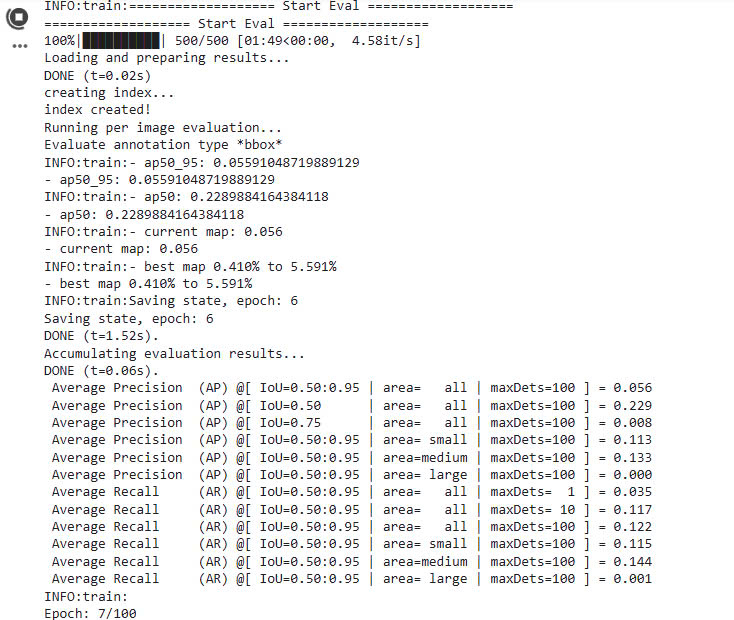 INFO:train:=================== Start Eval ===================
=================== Start Eval ===================
100%|██████████| 500/500 [01:49<00:00,  4.58it/s]
Loading and preparing results...
DONE (t=0.02s)
creating index...
index created!
Running per image evaluation...
Evaluate annotation type *bbox*
INFO:train:- ap50_95: 0.05591048719889129
- ap50_95: 0.05591048719889129
INFO:train:- ap50: 0.2289884164384118
- ap50: 0.2289884164384118
INFO:train:- current map: 0.056
- current map: 0.056
INFO:train:- best map 0.410% to 5.591%
- best map 0.410% to 5.591%
INFO:train:Saving state, epoch: 6
Saving state, epoch: 6
DONE (t=1.52s).
Accumulating evaluation results...
DONE (t=0.06s).
 Average Precision  (AP) @[ IoU=0.50:0.95 | area=   all | maxDets=100 ] = 0.056
 Average Precision  (AP) @[ IoU=0.50      | area=   all | maxDets=100 ] = 0.229
 Average Precision  (AP) @[ IoU=0.75      | area=   all | maxDets=100 ] = 0.008
 Average Precision  (AP) @[ IoU=0.50:0.95 | area= small | maxDets=100 ] = 0.113
 Average Precision  (AP) @[ IoU=0.50:0.95 | area=medium | maxDets=100 ] = 0.133
 Average Precision  (AP) @[ IoU=0.50:0.95 | area= large | maxDets=100 ] = 0.000
 Average Recall     (AR) @[ IoU=0.50:0.95 | area=   all | maxDets=  1 ] = 0.035
 Average Recall     (AR) @[ IoU=0.50:0.95 | area=   all | maxDets= 10 ] = 0.117
 Average Recall     (AR) @[ IoU=0.50:0.95 | area=   all | maxDets=100 ] = 0.122
 Average Recall     (AR) @[ IoU=0.50:0.95 | area= small | maxDets=100 ] = 0.115
 Average Recall     (AR) @[ IoU=0.50:0.95 | area=medium | maxDets=100 ] = 0.144
 Average Recall     (AR) @[ IoU=0.50:0.95 | area= large | maxDets=100 ] = 0.001
INFO:train:
Epoch: 7/100